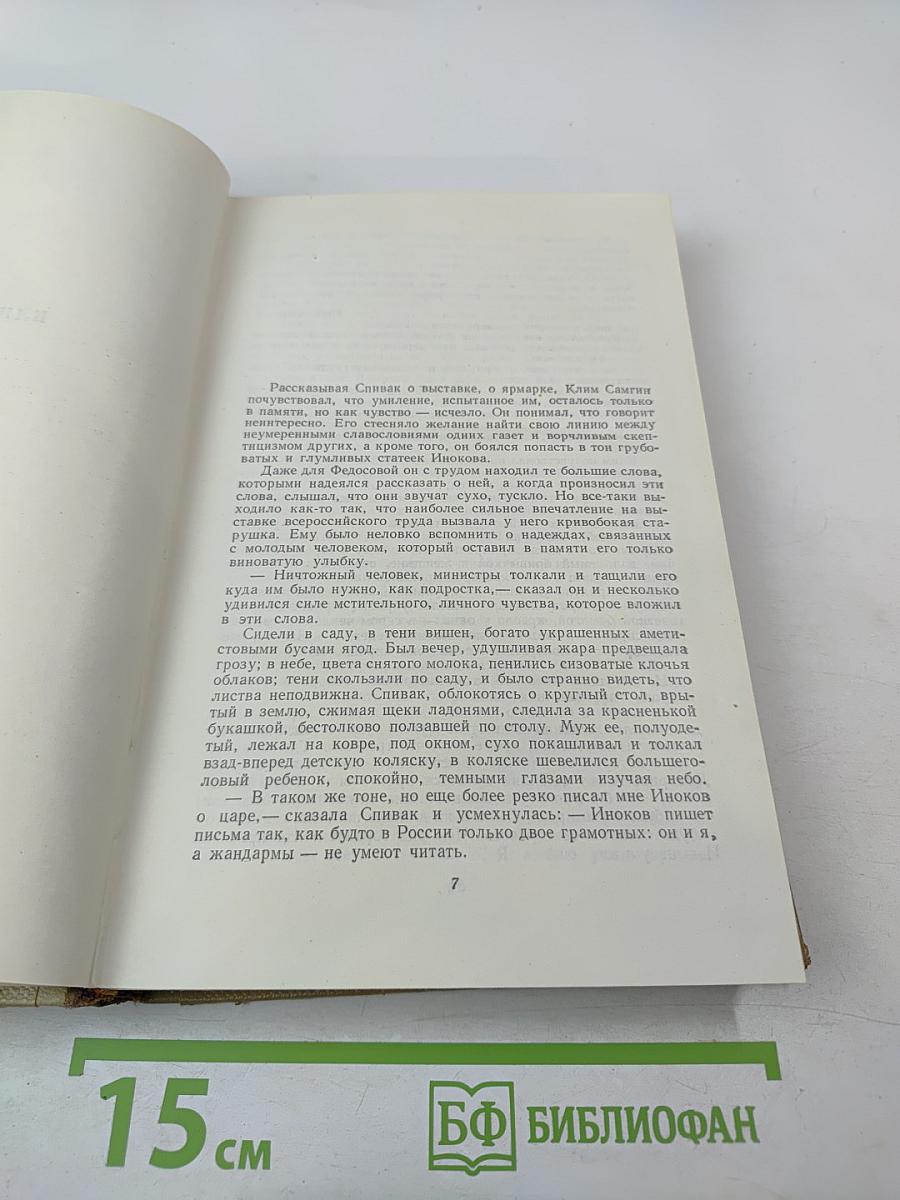 Рассказывая Спивак о выставке, о ярмарке, Клим Самгин
почувствовал, что умиление, испытанное им, осталось только
в памяти, но как чувство — исчезло. Он понимал, что говорит
неинтересно. Его стесняло желание найти свою линию между
неумеренными славословиями одних газет и ворчливым скеп-
тицизмом других, а кроме того, он боялся попасть в тон грубо-
ватых и глумливых статеек Инокова.
Даже для Федосовой он с трудом находил те большие слова,
которыми надеялся рассказать о ней, а когда произносил эти
слова, слышал, что они звучат сухо, тускло. Но все-таки вы-
ходило как-то так, что наиболее сильное впечатление на вы-
ставке всероссийского труда вызвала у него кривобокая ста-
рушка. Ему было неловко вспомнить о надеждах, связанных
с молодым человеком, который оставил в памяти его только
виноватую улыбку.
— Ничтожный человек, министры толкали и тащили его
куда им было нужно, как подростка,— сказал он и несколько
удивился силе мстительного, личного чувства, которое вложил
в эти слова.
Сидели в саду, в тени вишен, богато украшенных амети-
стовыми бусами ягод. Был вечер, удушливая жара предвещала
грозу; в небе, цвета снятого молока, пенились сизоватые клочья
облаков; тени скользили по саду, и было странно видеть, что
листва неподвижна. Спивак, облокотясь о круглый стол, вры-
тый в землю, сжимая щеки ладонями, следила за красненькой
букашкой, бестолково ползавшей по столу. Муж ее, полуоде-
тый, лежал на ковре, под окном, сухо покашливал и толкал
взад-вперед детскую коляску, в коляске шевелился большего-
ловый ребенок, спокойно, темными глазами изучая небо.
— В таком же тоне, но еще более резко писал мне Иноков
о царе,— сказала Спивак и усмехнулась: — Иноков пишет
письма так, как будто в России только двое грамотных: он и я,
а жандармы — не умеют читать.
7
15 см
БФ БИБЛИОФАН